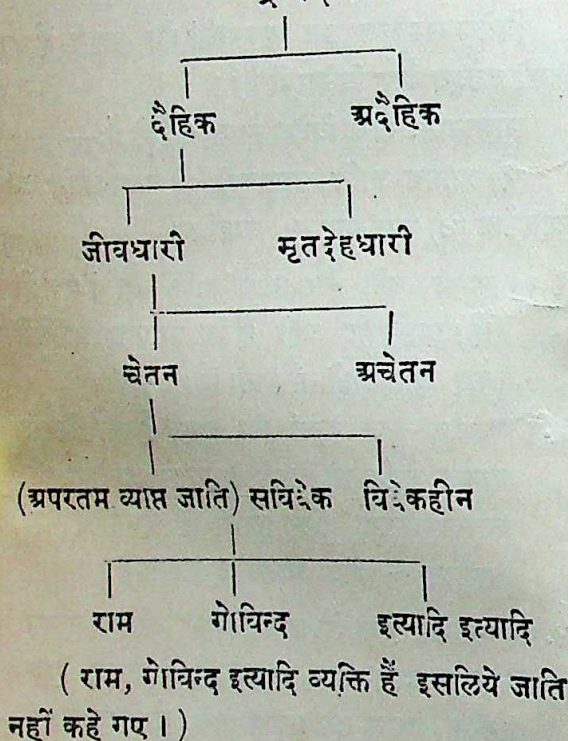 दैहिक अदैहिक
जीवधारी मृतदेहधारी
चेतन अचेतन
(अपरतम व्याप्त जाति) सविवेक विवेकहीन
राम गोविन्द इत्यादि इत्यादि
( राम, गोविन्द इत्यादि व्यक्ति हैं इसलिये जाति
नहीं कहे गए । )